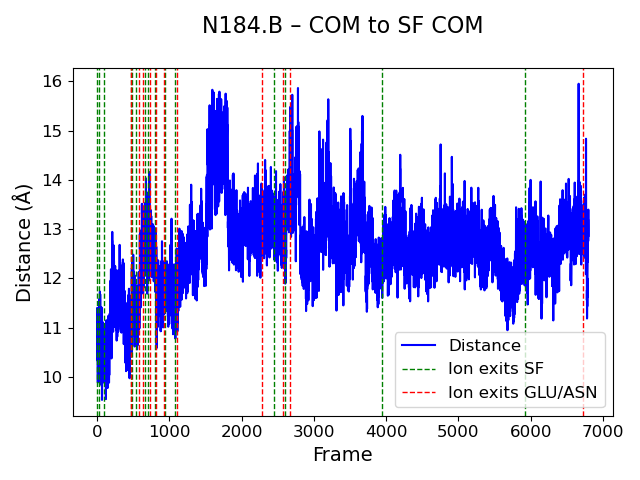 N184.B – COM to SF COM
Distance (Å)
16
15
14
13
12
11
10
Distance
Ion exits SF
Ion exits GLU/ASN
0 1000 2000 3000 4000 5000 6000 7000
Frame